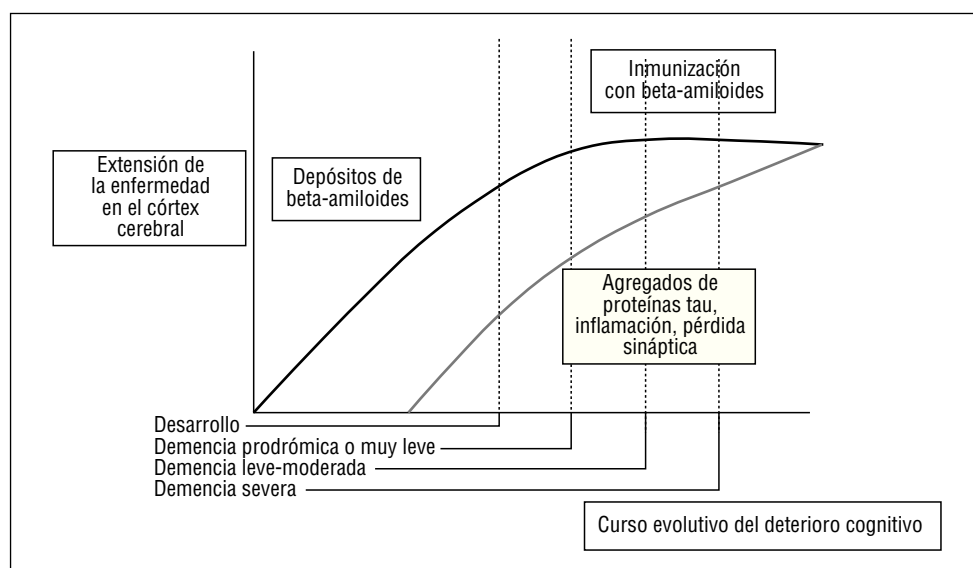 Inmunización
con beta-amiloides
Extensión de
la enfermedad
en el córtex
cerebral
Depósitos de
beta-amiloides
Agregados de
proteínas tau,
inflamación, pérdida
sináptica
Desarrollo
Demencia prodrómica o muy leve
Demencia leve-moderada
Demencia severa
Curso evolutivo del deterioro cognitivo